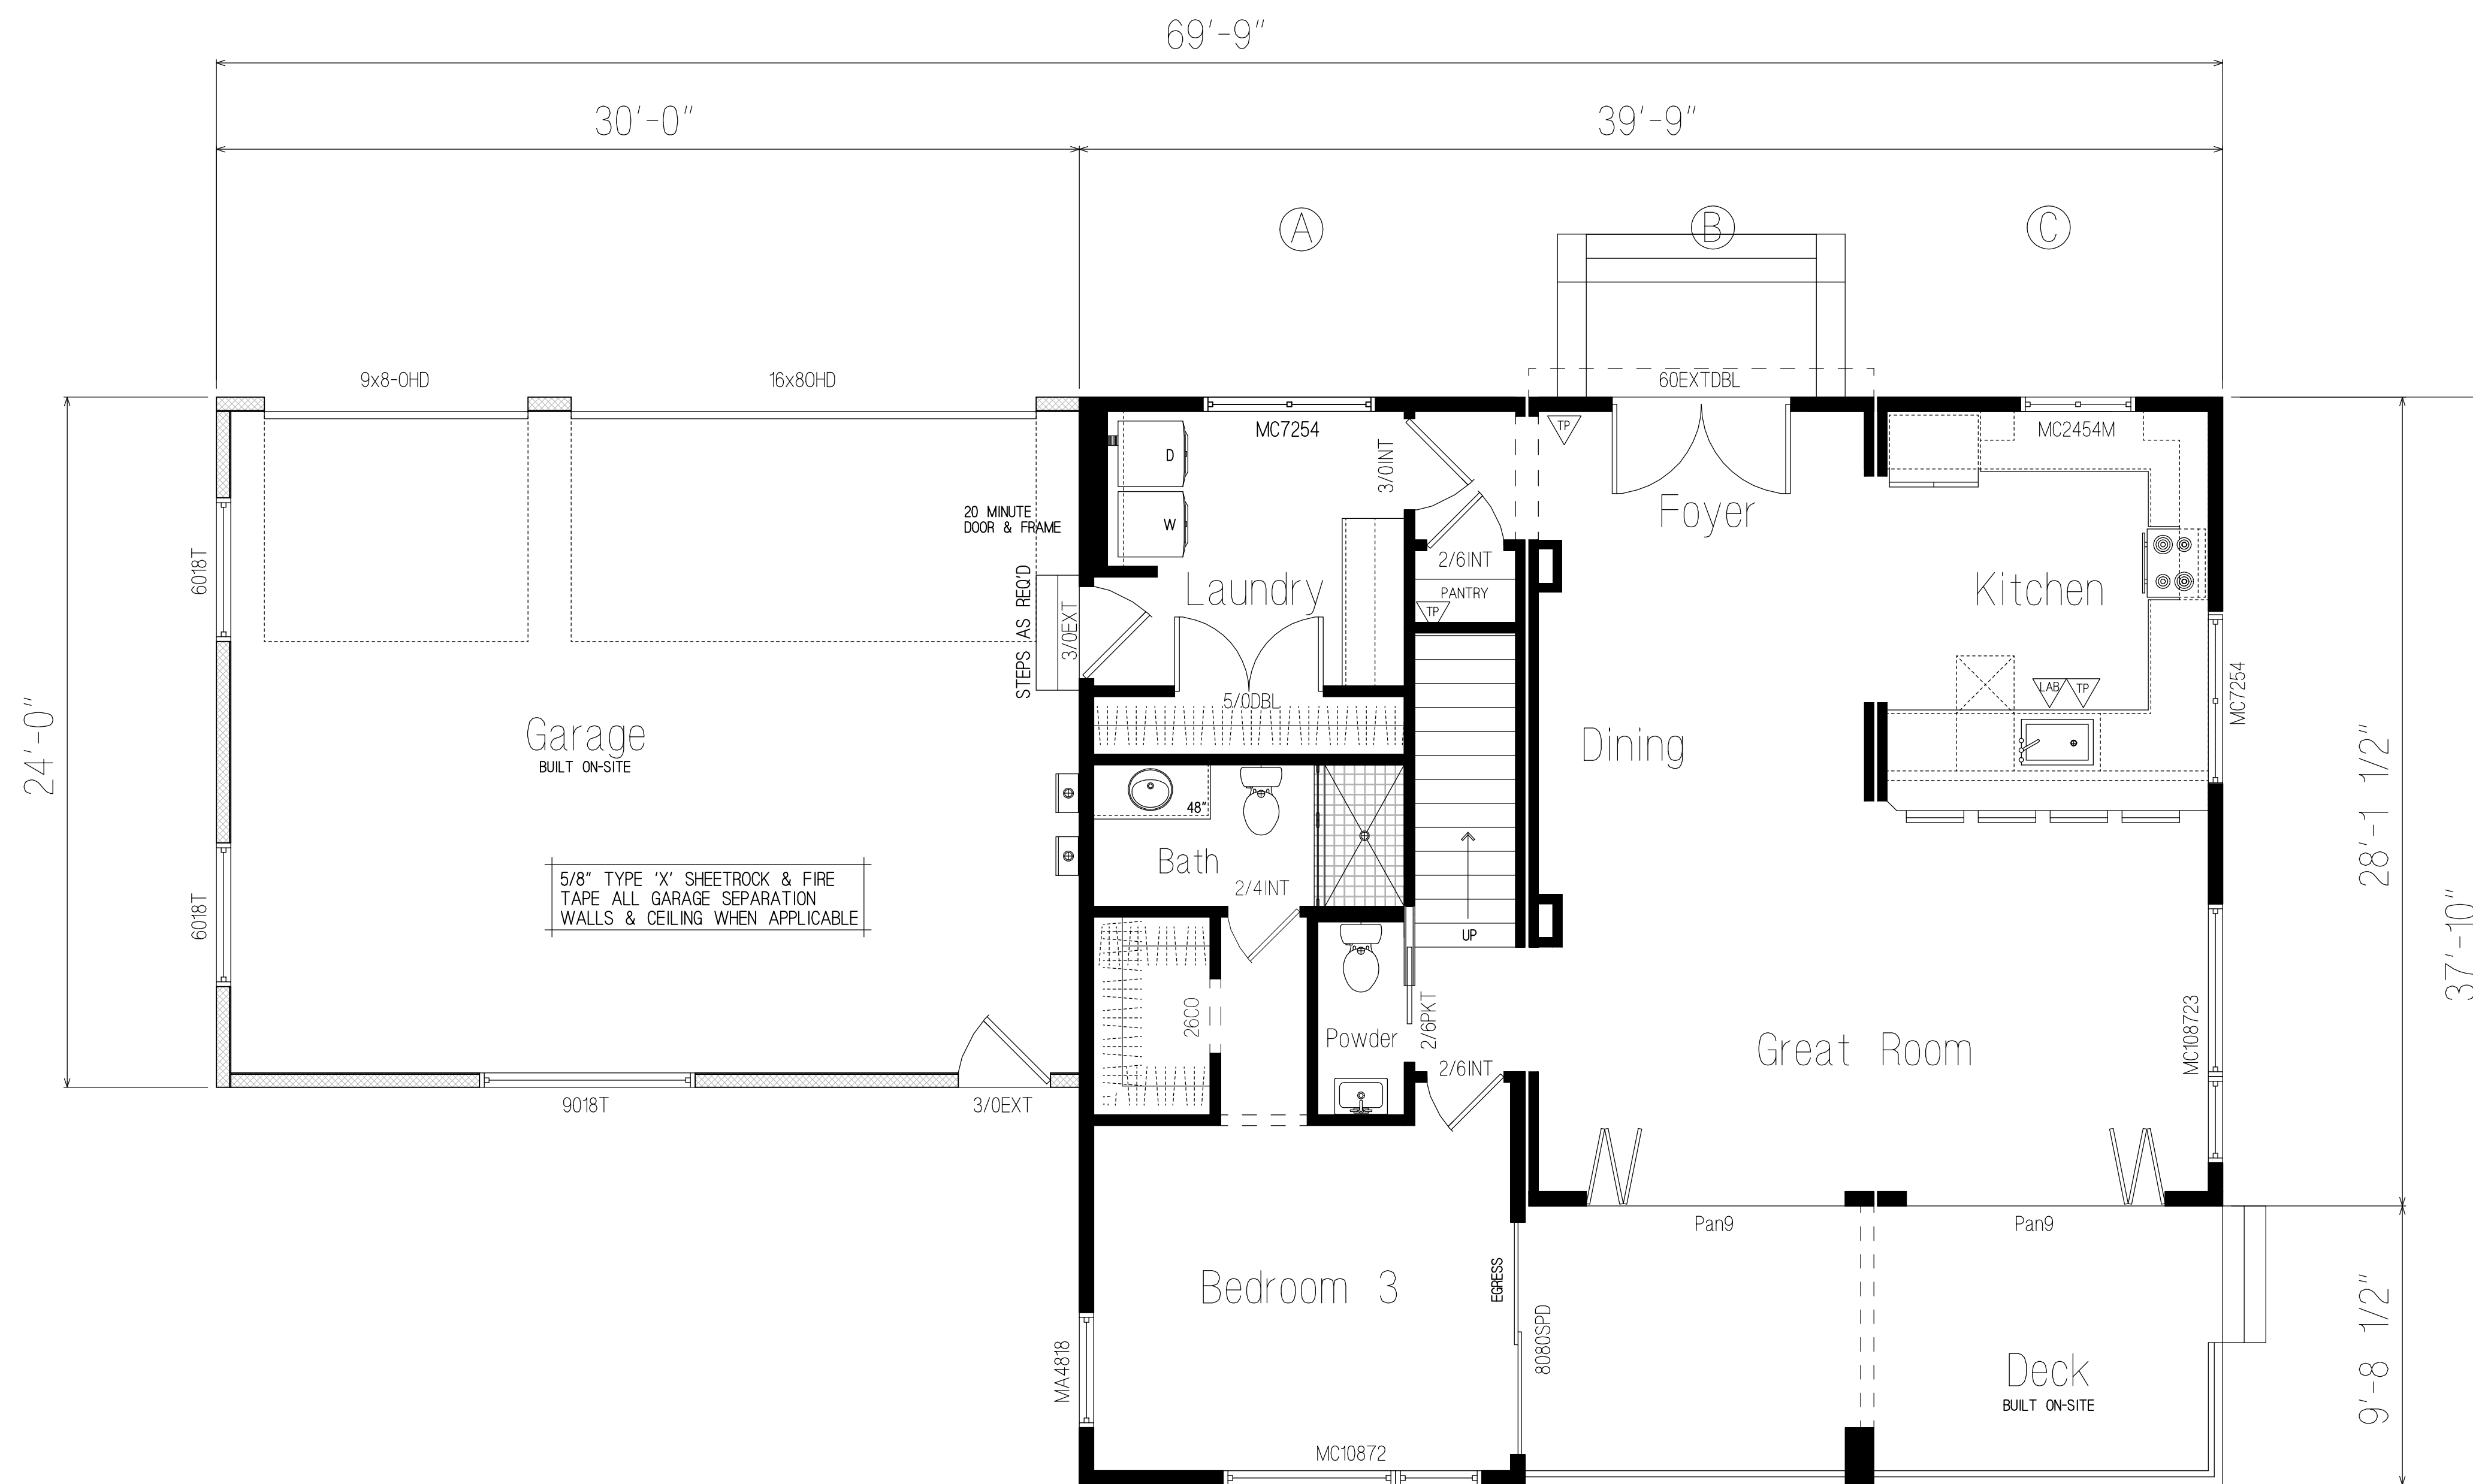 69'-9"
30'-0"
39'-9"
A
B
C
9x8-OHD
16x8OHD
60EXTDBL
MC7254
MC2454M
TP
D
3/0INT
W
20 MINUTE
DOOR & FRAME
Foyer
6018T
2/6INT
PANTRY
TP
Laundry
Kitchen
STEPS AS REQ'D
3/0EXT
LAB
TP
MC7254
5/0DBL
24'-0"
Garage
BUILT ON-SITE
Dining
48"
28'-1 1/2"
Bath
2/4INT
5/8" TYPE 'X' SHEETROCK & FIRE
TAPE ALL GARAGE SEPARATION
WALLS & CEILING WHEN APPLICABLE
6018T
UP
37'-10"
26CO
Powder
2/6PKT
Great Room
MC108723
2/6INT
9018T
3/0EXT
Pan9
Pan9
Bedroom 3
EGRESS
8080SPD
MA4818
Deck
BUILT ON-SITE
9'-8 1/2"
MC10872